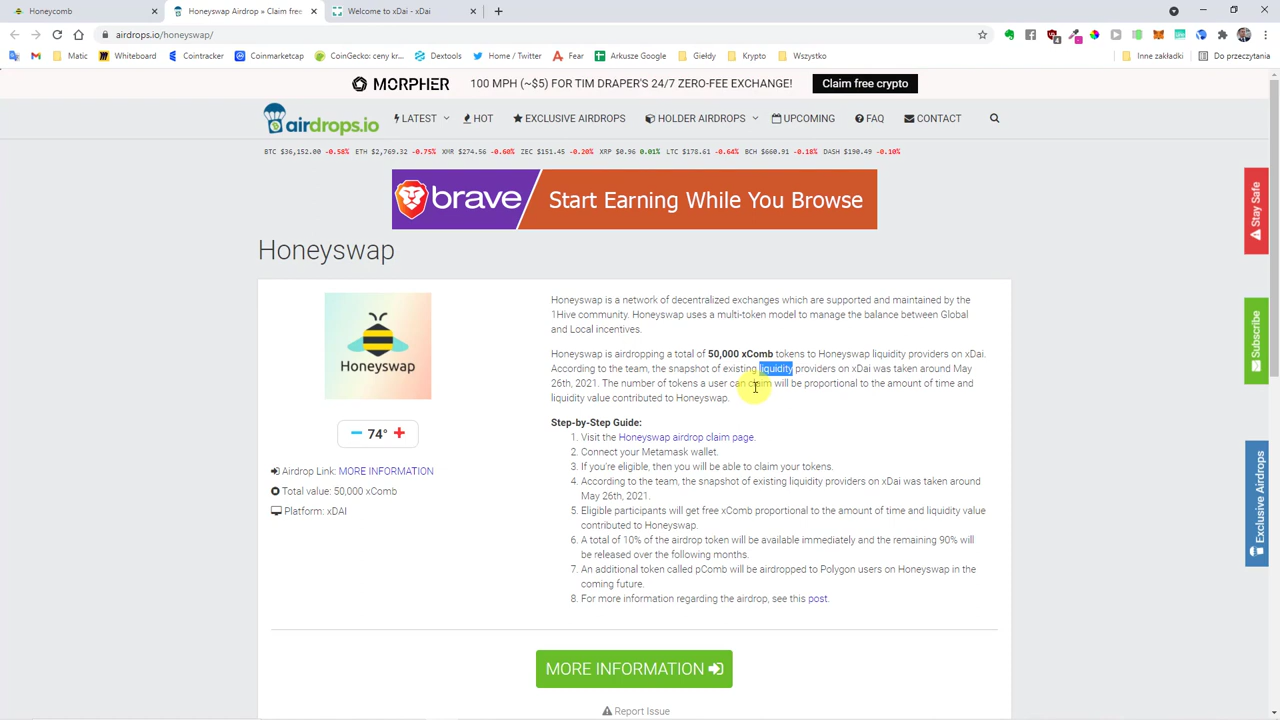 Honeycomb
Honeyswap Airdrop » Claim free
Welcome to xDai - xDai
airdrops.io/honeyswap/
Matic
Whiteboard
Cointracker
Coinmarketcap
CoinGecko: ceny kr...
Dextools
Home / Twitter
Fear
Arkusze Google
Giełdy
Krypto
Wszystko
Inne zakładki
Do przeczytania
MORPHER
100 MPH (~$5) FOR TIM DRAPER'S 24/7 ZERO-FEE EXCHANGE!
Claim free crypto
airdrops.io
LATEST
HOT
EXCLUSIVE AIRDROPS
HOLDER AIRDROPS
UPCOMING
FAQ
CONTACT
BTC $36,152.00 -0.58% ETH $2,769.32 -0.75% XMR $274.56 -0.60% ZEC $151.45 -0.20% XRP $0.96 0.01% LTC $178.61 -0.64% BCH $660.91 -0.18% DASH $190.49 -0.10%
brave
Start Earning While You Browse
Stay Safe
Subscribe
Exclusive Airdrops
Honeyswap
Honeyswap
74°
Airdrop Link: MORE INFORMATION
Total value: 50,000 xComb
Platform: xDAI
Honeyswap is a network of decentralized exchanges which are supported and maintained by the
1Hive community. Honeyswap uses a multi-token model to manage the balance between Global
and Local incentives.
Honeyswap is airdropping a total of 50,000 xComb tokens to Honeyswap liquidity providers on xDai.
According to the team, the snapshot of existing liquidity providers on xDai was taken around May
26th, 2021. The number of tokens a user can claim will be proportional to the amount of time and
liquidity value contributed to Honeyswap.
Step-by-Step Guide:
1. Visit the Honeyswap airdrop claim page.
2. Connect your Metamask wallet.
3. If you're eligible, then you will be able to claim your tokens.
4. According to the team, the snapshot of existing liquidity providers on xDai was taken around
May 26th, 2021.
5. Eligible participants will get free xComb proportional to the amount of time and liquidity value
contributed to Honeyswap.
6. A total of 10% of the airdrop token will be available immediately and the remaining 90% will
be released over the following months.
7. An additional token called pComb will be airdropped to Polygon users on Honeyswap in the
coming future.
8. For more information regarding the airdrop, see this post.
MORE INFORMATION
Report Issue